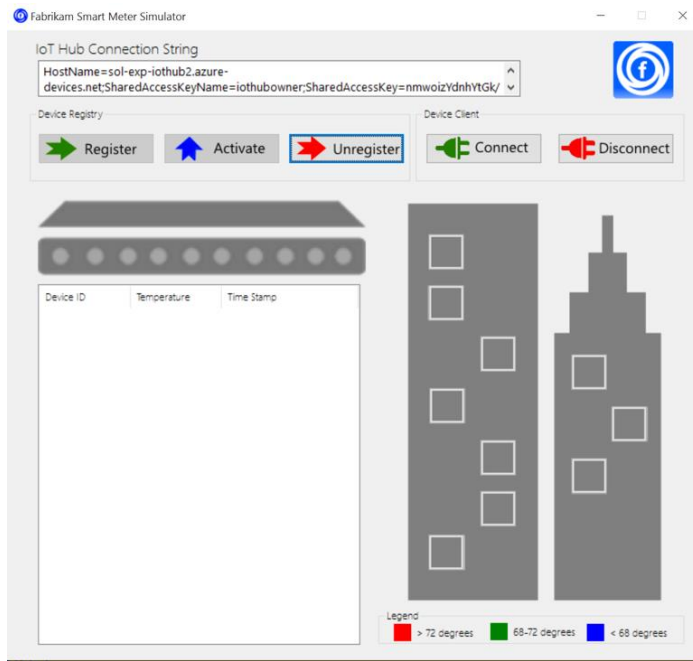 Fabrikam Smart Meter Simulator
IoT Hub Connection String
HostName=sol-exp-iothub2.azure-
devices.net;SharedAccessKeyName=iothubowner;SharedAccessKey=nmwoizYdnhYtGk/
Device Registry
Register
Activate
Unregister
Device Client
Connect
Disconnect
Device ID Temperature Time Stamp
Legend
> 72 degrees 68-72 degrees < 68 degrees